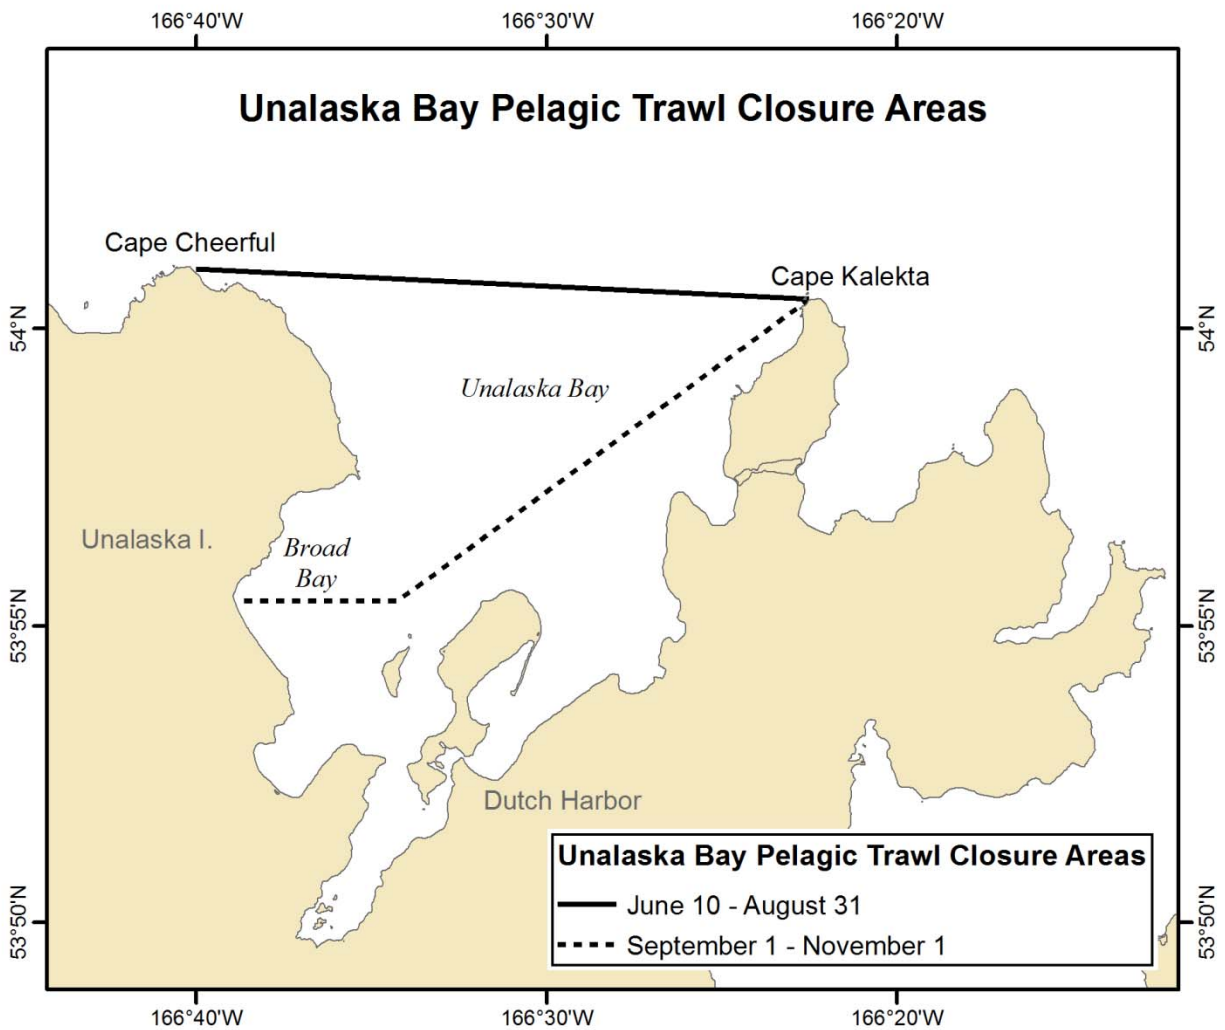 166°40'W
166°30'W
166°20'W
Unalaska Bay Pelagic Trawl Closure Areas
Cape Cheerful
Cape Kalekta
54°N
54°N
Unalaska Bay
Unalaska I.
Broad
Bay
53°55'N
53°55'N
Dutch Harbor
Unalaska Bay Pelagic Trawl Closure Areas
June 10 - August 31
September 1 - November 1
53°50'N
53°50'N
166°40'W
166°30'W
166°20'W